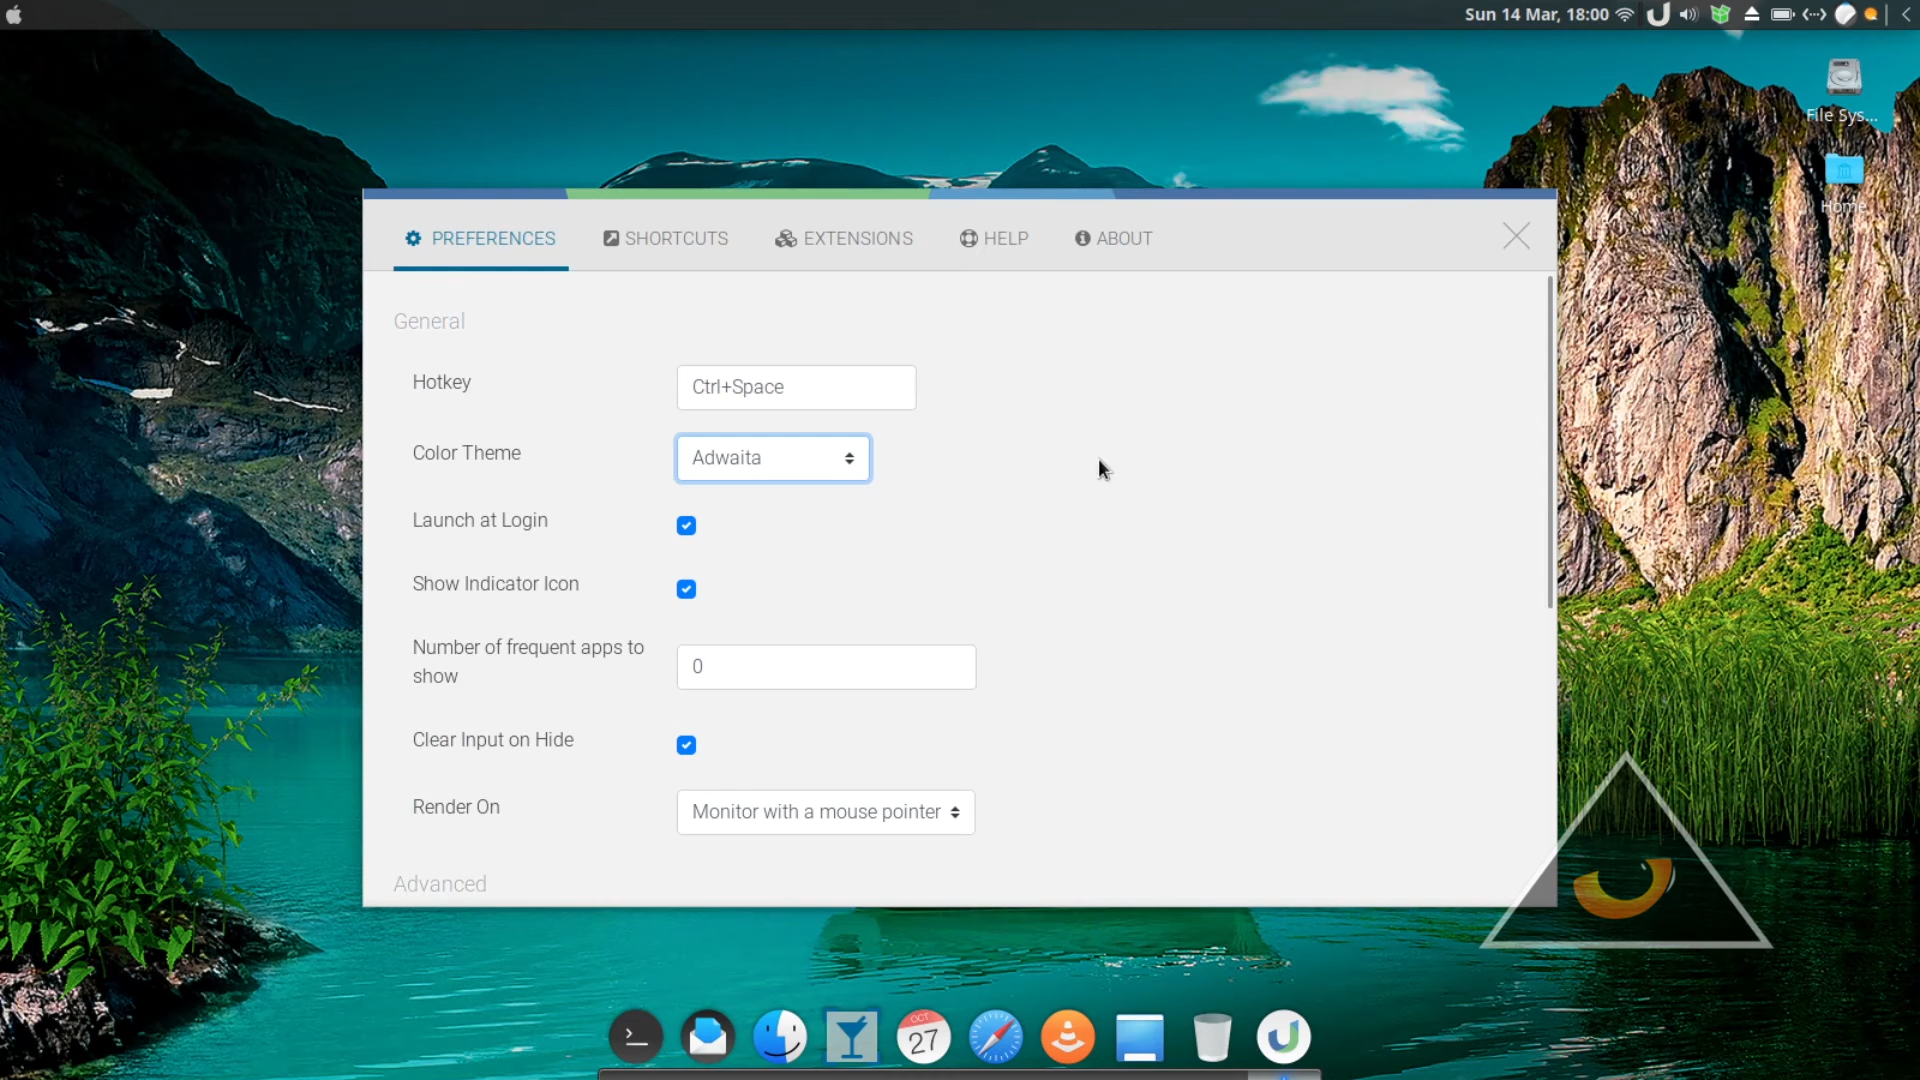 Sun 14 Mar, 18:00
File Sys...
Home
PREFERENCES SHORTCUTS EXTENSIONS HELP ABOUT
General
Hotkey Ctrl+Space
Color Theme Adwaita
Launch at Login
Show Indicator Icon
Number of frequent apps to
show
0
Clear Input on Hide
Render On Monitor with a mouse pointer
Advanced
OCT
27